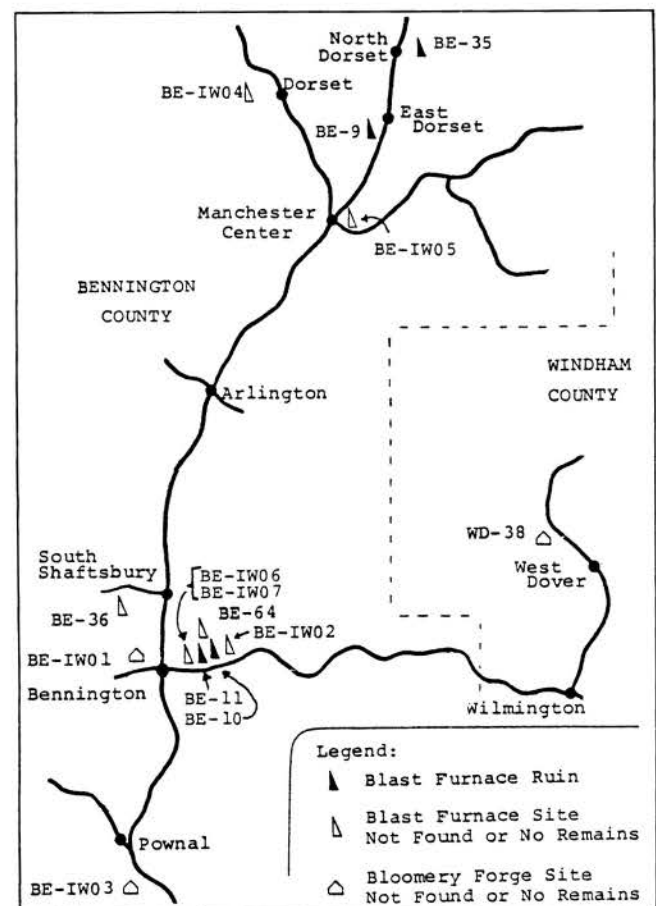 North
Dorset
BE-35
Dorset
BE-IW04
East
Dorset
BE-9
Manchester
Center
BE-IW05
BENNINGTON
COUNTY
WINDHAM
COUNTY
Arlington
WD-38
West
Dover
South
Shaftsbury
BE-IW06
BE-IW07
BE-64
BE-36
BE-IW02
BE-IW01
Bennington
BE-11
BE-10
Wilmington
Legend:
Blast Furnace Ruin
Blast Furnace Site
Not Found or No Remains
Bloomery Forge Site
Not Found or No Remains
Pownal
BE-IW03